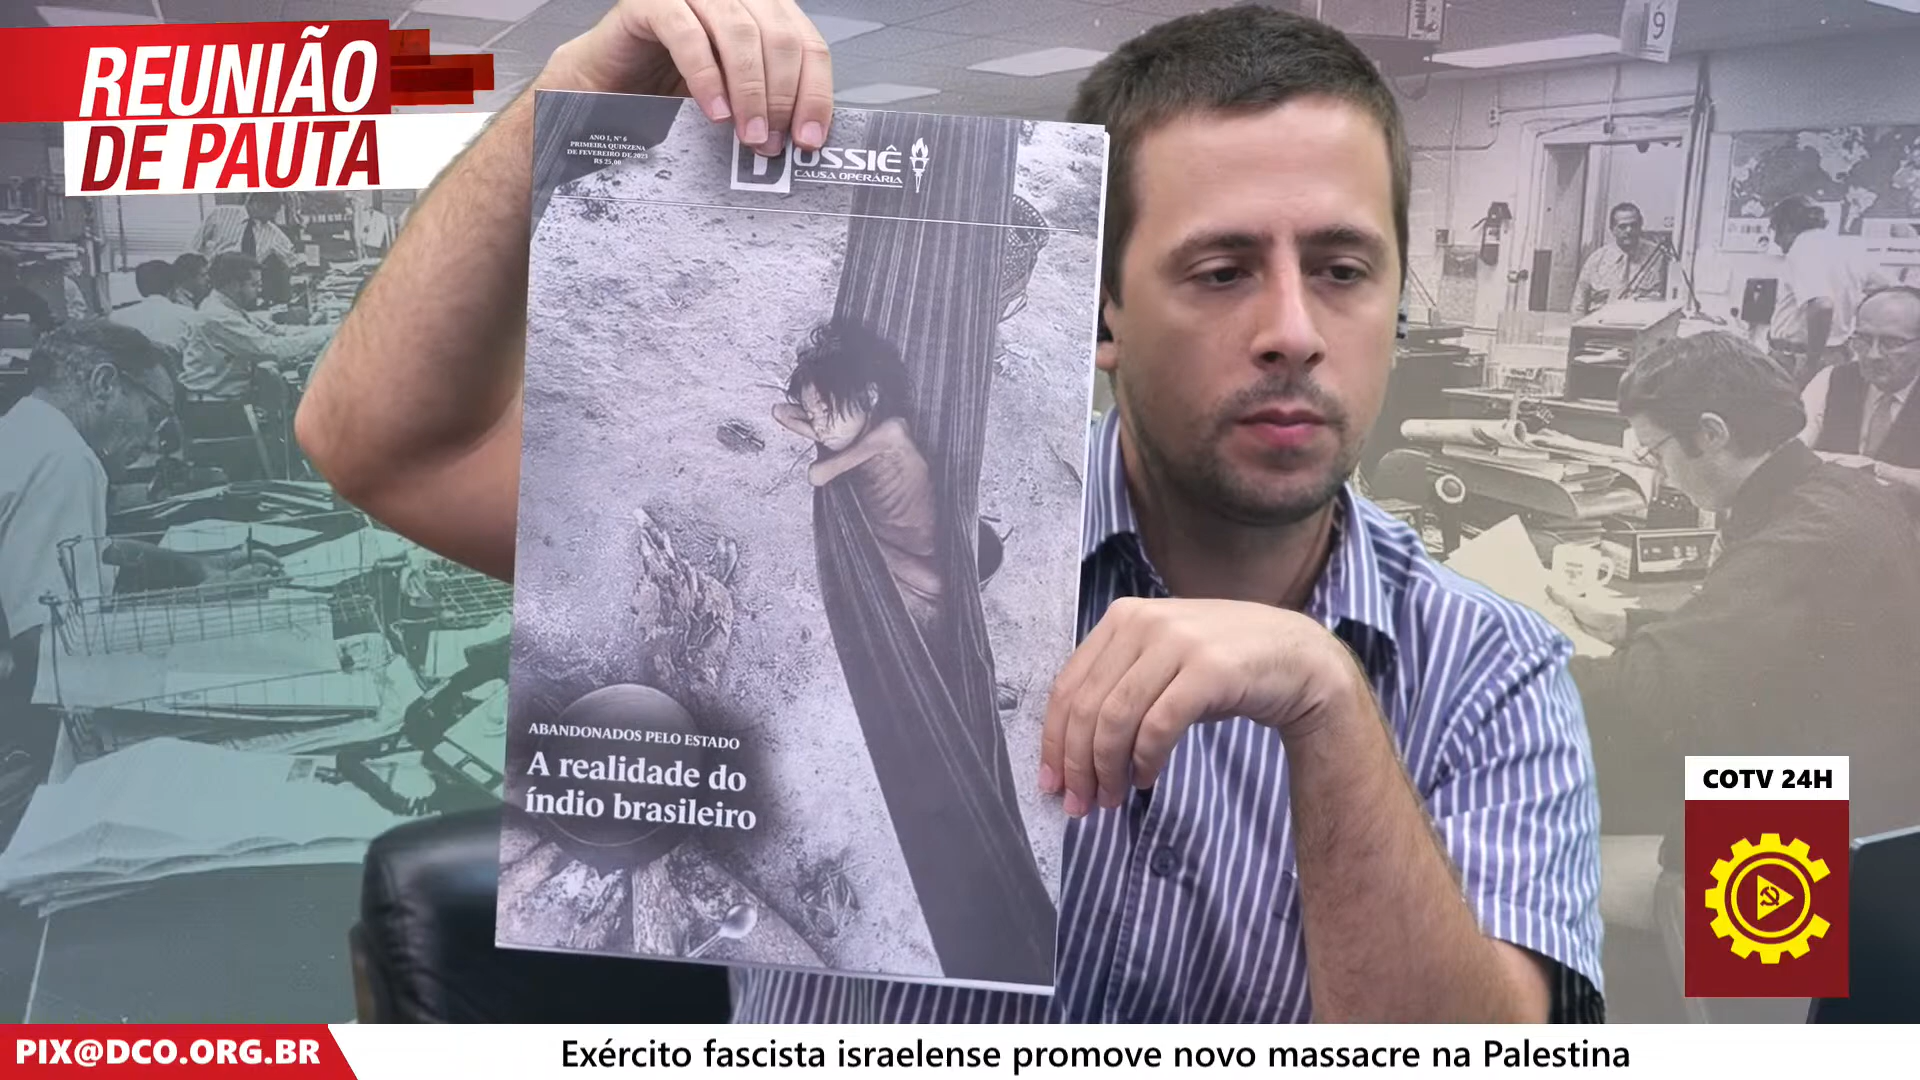 REUNIÃO
DE PAUTA
ANO I, Nº 6
PRIMEIRA QUINZENA
DE FEVEREIRO DE 2023
R$ 25,00
DOSSIÊ
CAUSA OPERÁRIA
19
ABANDONADOS PELO ESTADO
A realidade do
índio brasileiro
COTV 24H
PIX@DCO.ORG.BR
Exército fascista israelense promove novo massacre na Palestina